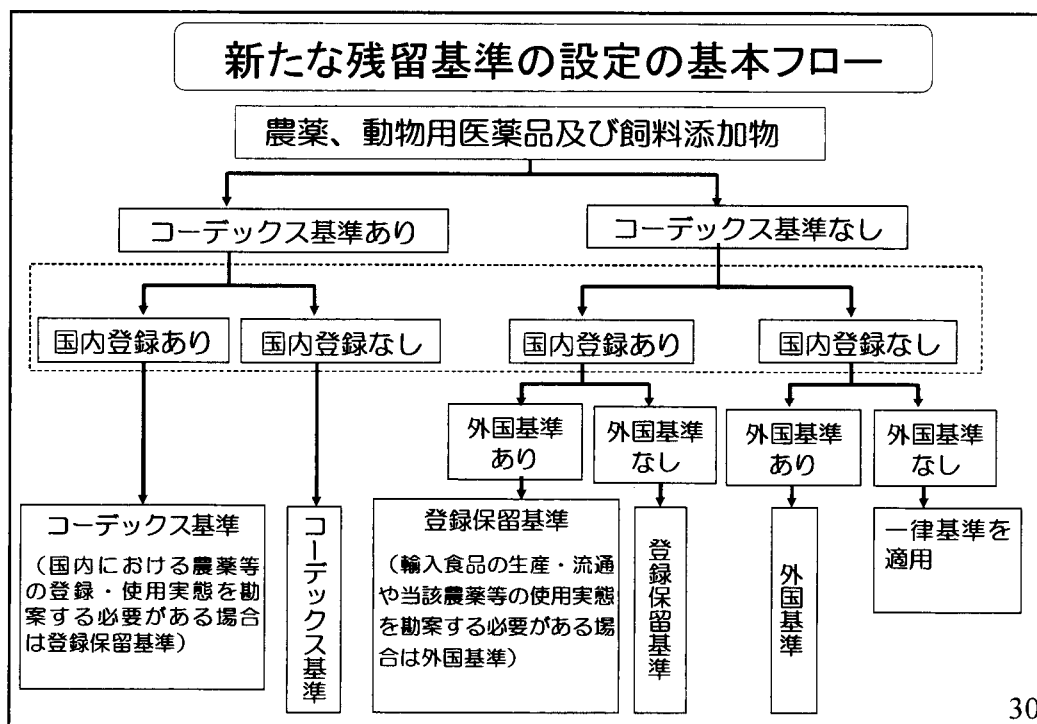 新たな残留基準の設定の基本フロー
農薬、動物用医薬品及び飼料添加物
コーデックス基準あり
コーデックス基準なし
国内登録あり
国内登録なし
国内登録あり
国内登録なし
外国基準
あり
外国基準
なし
外国基準
あり
外国基準
なし
コーデックス基準
（国内における農薬等
の登録・使用実態を勘
案する必要がある場合
は登録保留基準）
コーデックス基準
登録保留基準
（輸入食品の生産・流通
や当該農薬等の使用実態
を勘案する必要がある場
合は外国基準）
登録保留基準
外国基準
一律基準を
適用
30